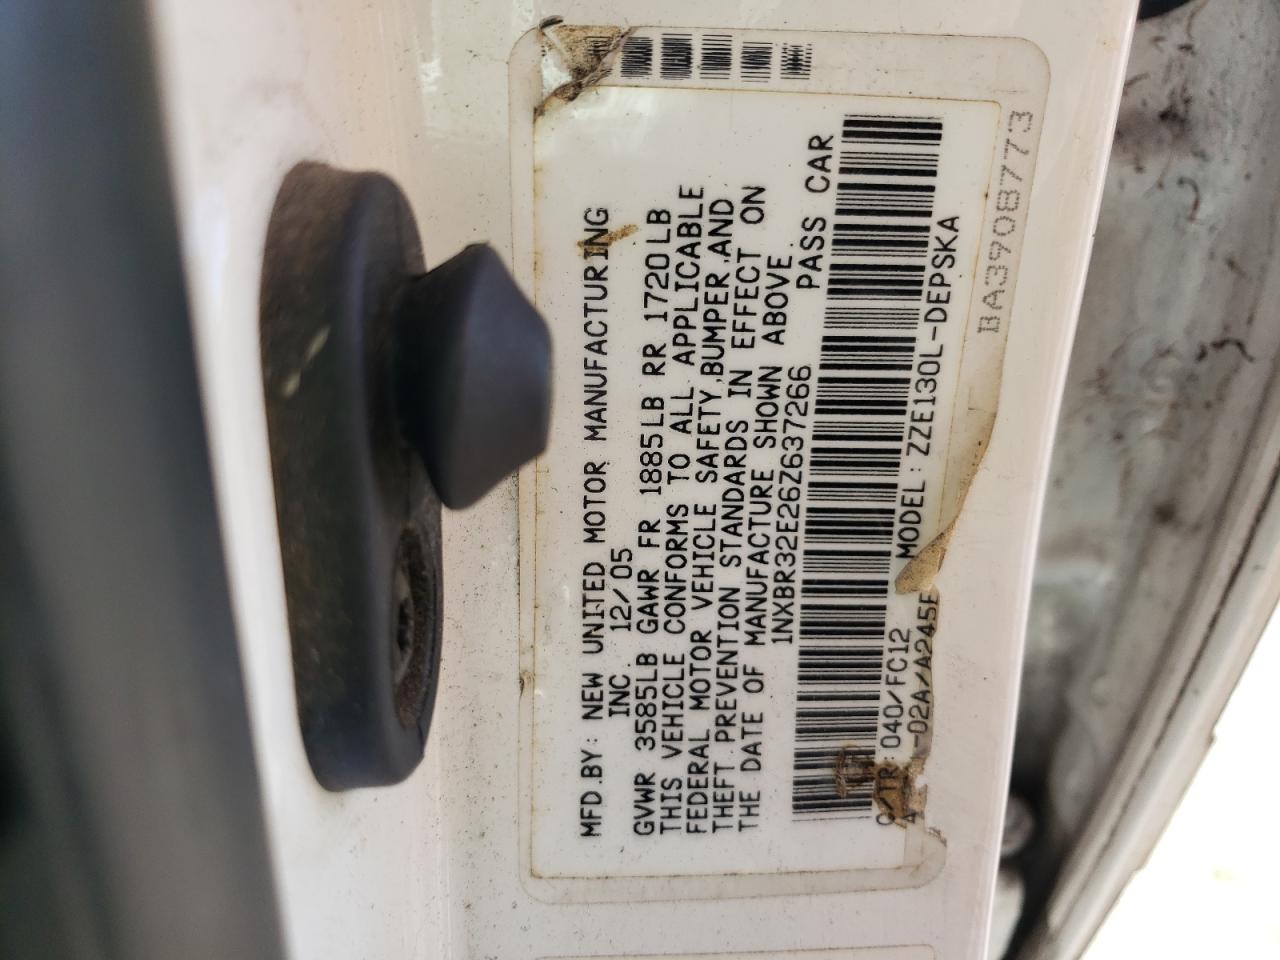 MFD.BY: NEW UNITED MOTOR MANUFACTURING
INC. 12/05
GVWR 3585LB GAWR FR 1885LB RR 1720LB
THIS VEHICLE CONFORMS TO ALL APPLICABLE
FEDERAL MOTOR VEHICLE SAFETY,BUMPER,AND
THEFT PREVENTION STANDARDS IN EFFECT ON
THE DATE OF MANUFACTURE SHOWN ABOVE.
1NXBR32E26Z637266 PASS CAR
C/TR: 040/FC12 MODEL: ZZE130L-DEPSKA
-02A/A245E
BA3908773